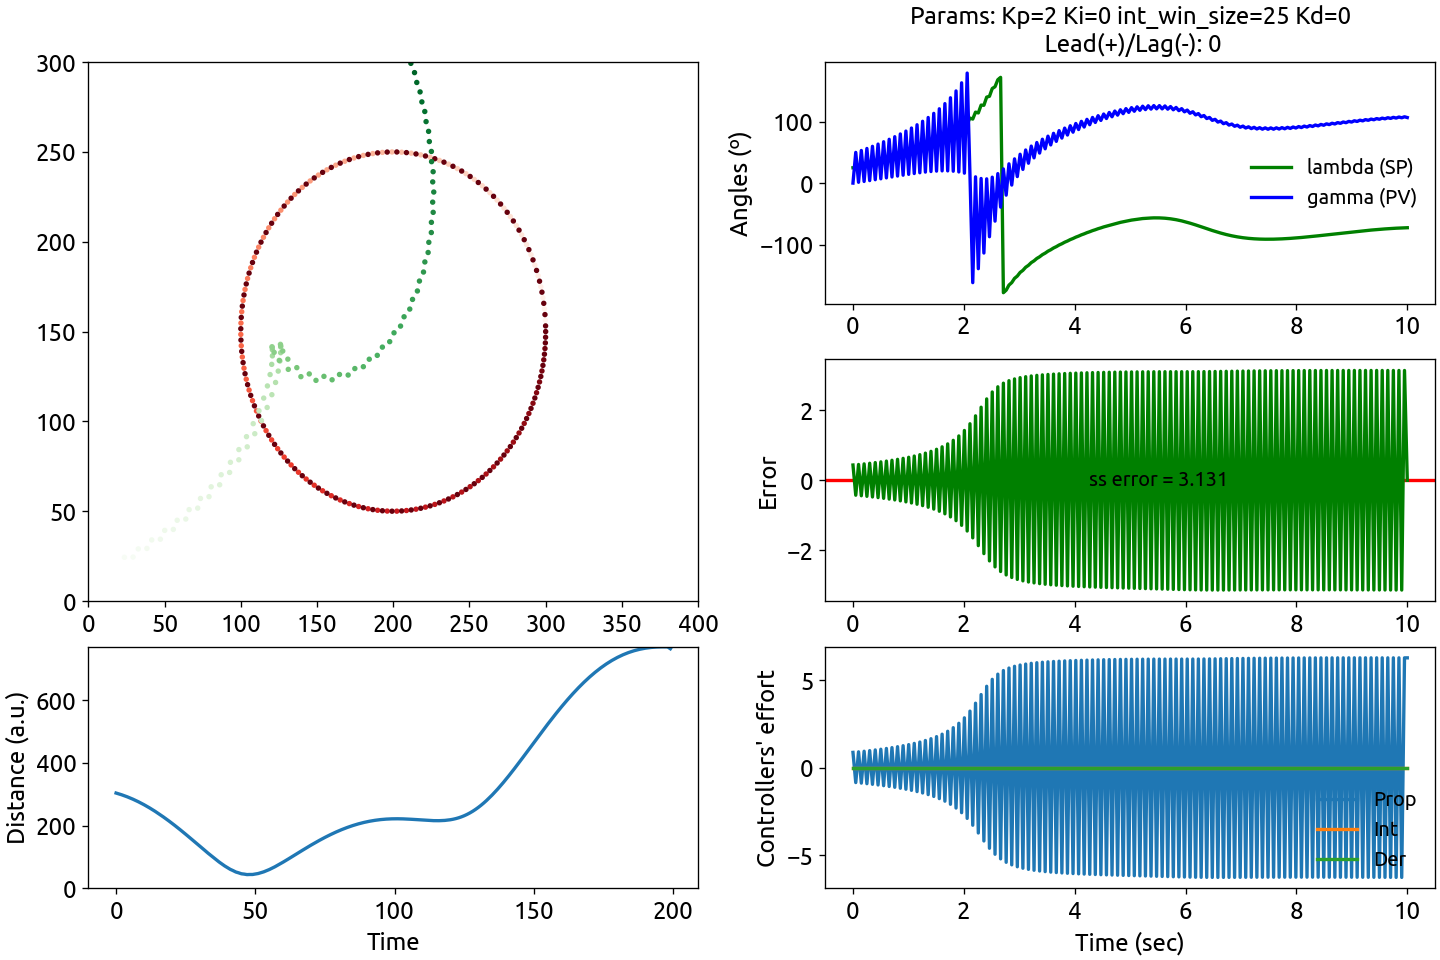 Params: Kp=2 Ki=0 int_win_size=25 Kd=0
Lead(+)/Lag(-): 0
300
250
200
150
100
50
0
0 50 100 150 200 250 300 350 400
Angles (º)
100
0
−100
lambda (SP)
gamma (PV)
0 2 4 6 8 10
Error
2
0
−2
ss error = 3.131
0 2 4 6 8 10
Distance (a.u.)
600
400
200
0
0 50 100 150 200
Time
Controllers' effort
5
0
−5
Prop
Int
Der
0 2 4 6 8 10
Time (sec)